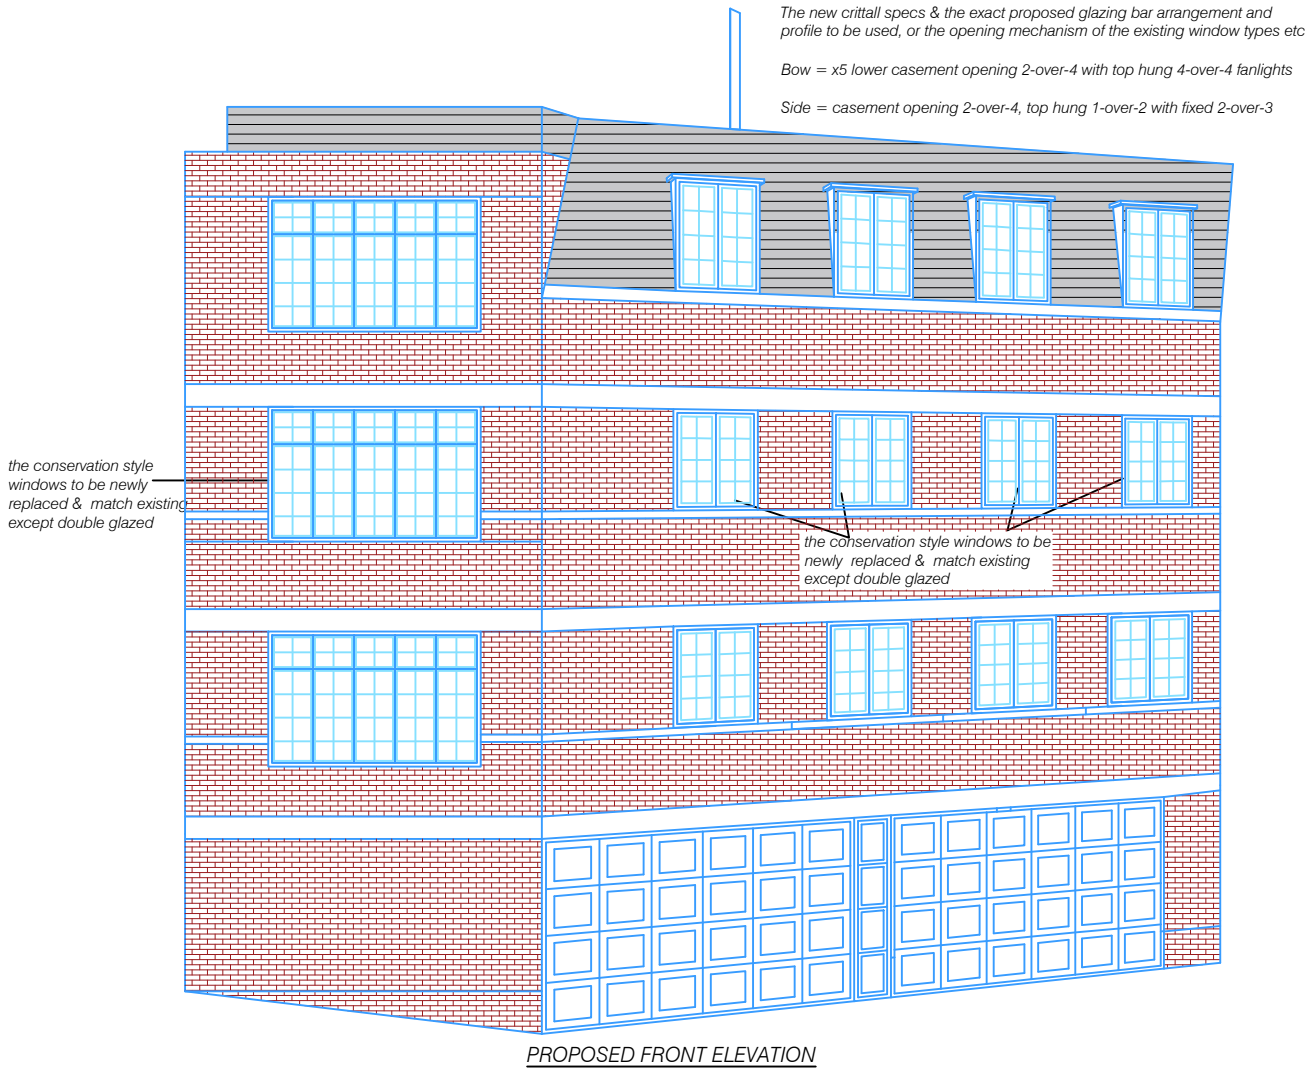 The new crittall specs & the exact proposed glazing bar arrangement and
profile to be used, or the opening mechanism of the existing window types etc
Bow = x5 lower casement opening 2-over-4 with top hung 4-over-4 fanlights
Side = casement opening 2-over-4, top hung 1-over-2 with fixed 2-over-3
the conservation style
windows to be newly
replaced & match existing
except double glazed
the conservation style windows to be
newly replaced & match existing
except double glazed
PROPOSED FRONT ELEVATION